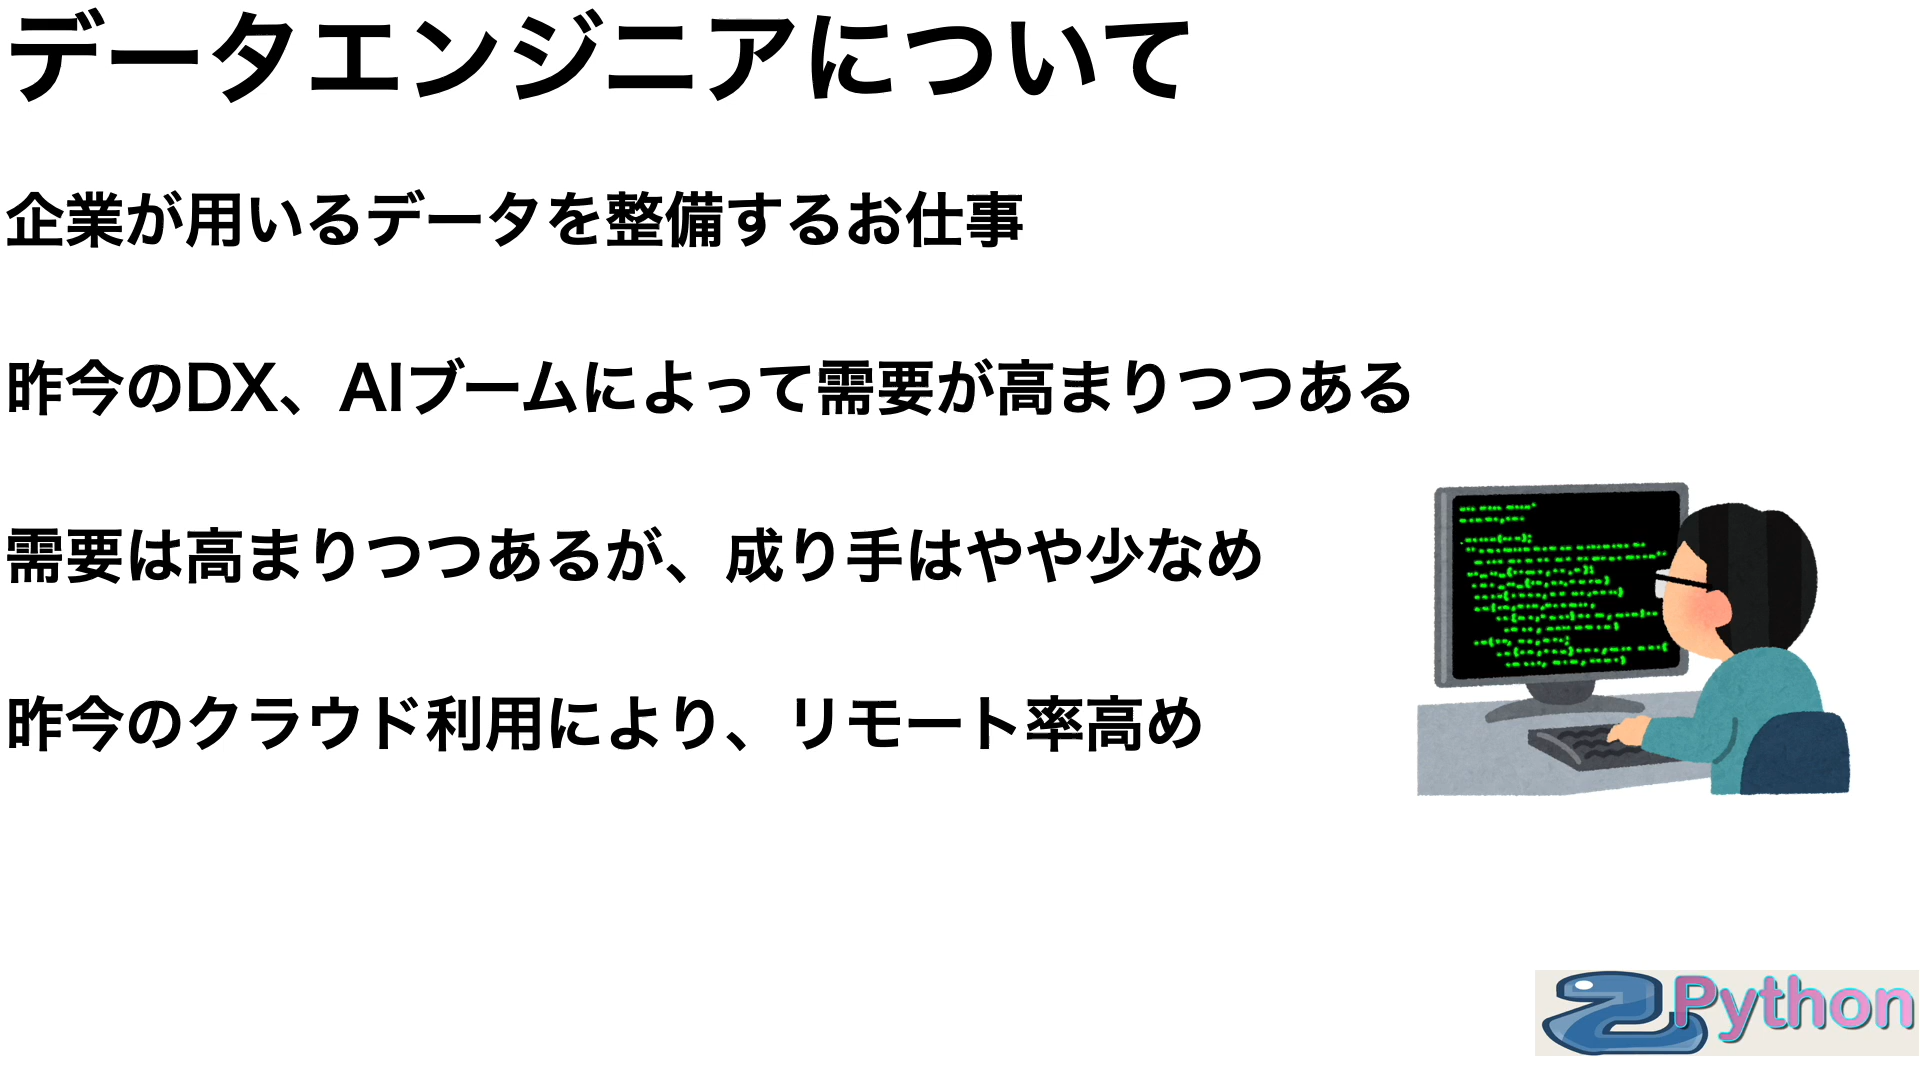 データエンジニアについて
企業が用いるデータを整備するお仕事
昨今のDX、AIブームによって需要が高まりつつある
需要は高まりつつあるが、成り手はやや少なめ
昨今のクラウド利用により、リモート率高め
Python